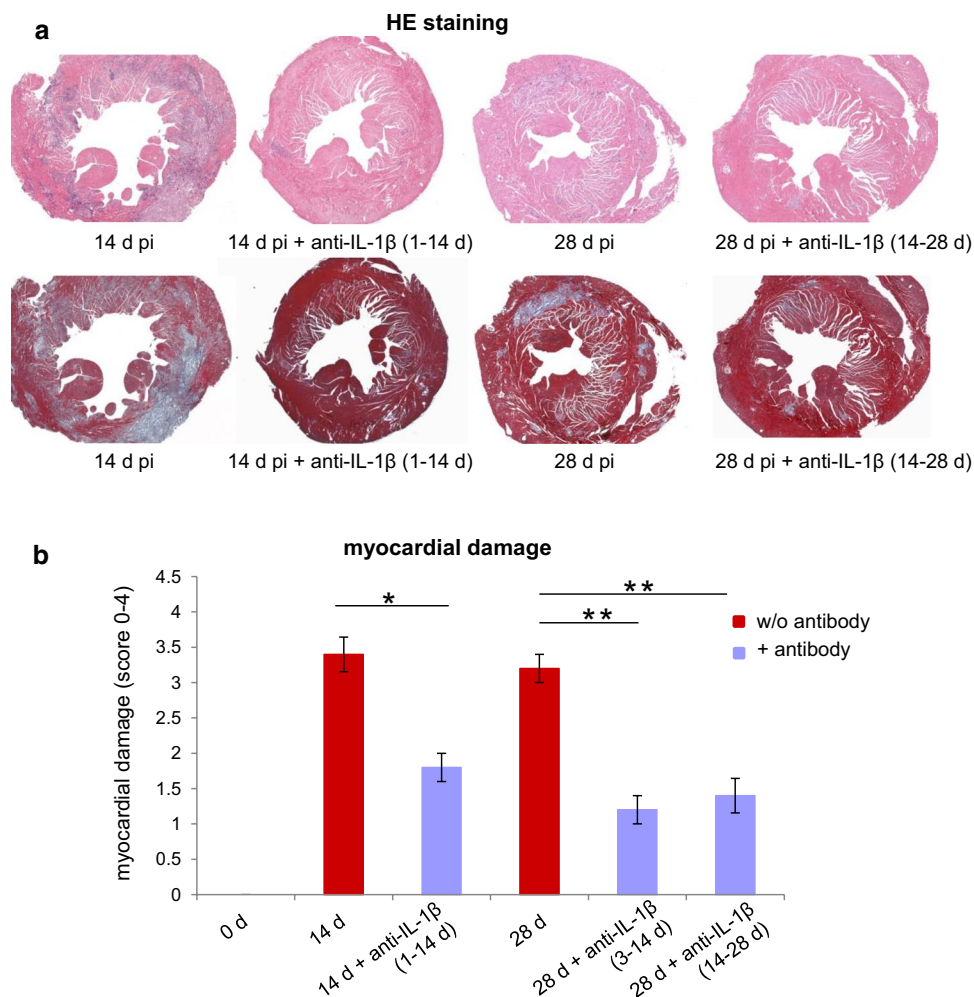 a
HE staining
14 d pi
14 d pi + anti-IL-1β (1-14 d)
28 d pi
28 d pi + anti-IL-1β (14-28 d)
14 d pi
14 d pi + anti-IL-1β (1-14 d)
28 d pi
28 d pi + anti-IL-1β (14-28 d)
b
myocardial damage
myocardial damage (score 0-4)
4.5
4
3.5
3
2.5
2
1.5
1
0.5
0
*
**
**
w/o antibody
+ antibody
0 d
14 d
14 d + anti-IL-1β
(1-14 d)
28 d
28 d + anti-IL-1β
(3-14 d)
28 d + anti-IL-1β
(14-28 d)